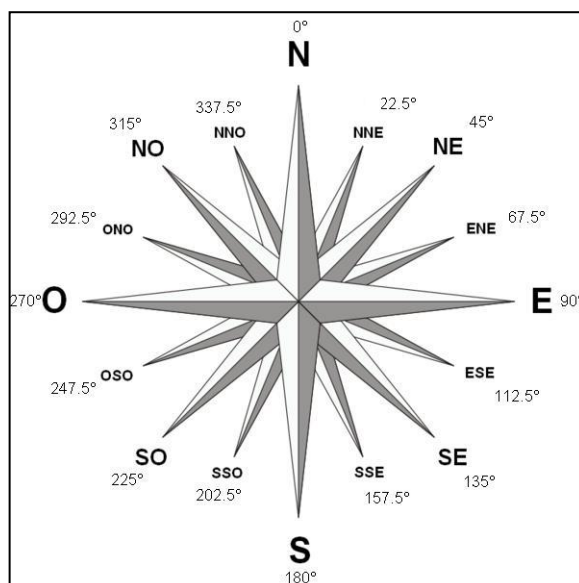 0°
N
337.5° 22.5°
315° NNO NNE 45°
NO NE
292.5° ONO ENE 67.5°
270° O E 90°
OSO ESE
247.5° 112.5°
SO SSO SSE SE
225° 202.5° 157.5° 135°
S
180°